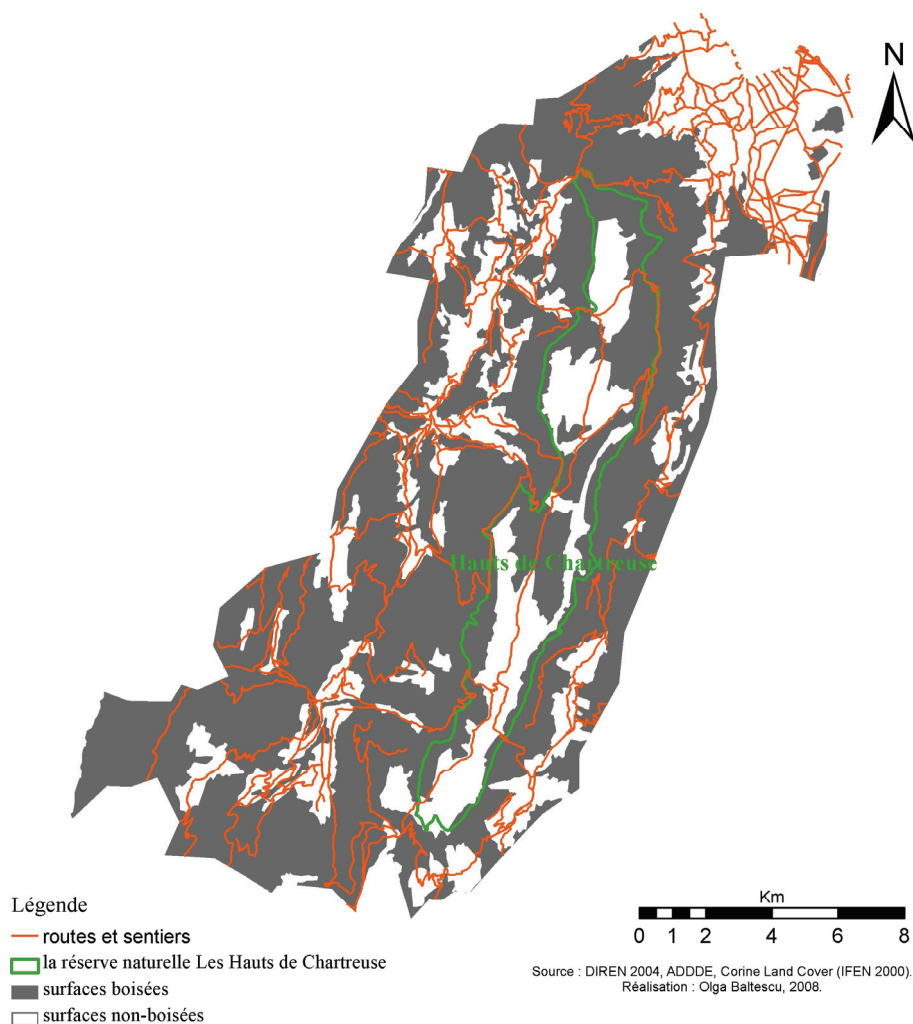 N
Hauts de Chartreuse
Légende
routes et sentiers
la réserve naturelle Les Hauts de Chartreuse
surfaces boisées
surfaces non-boisées
Km
0 1 2 4 6 8
Source : DIREN 2004, ADDDE, Corine Land Cover (IFEN 2000).
Réalisation : Olga Baltescu, 2008.